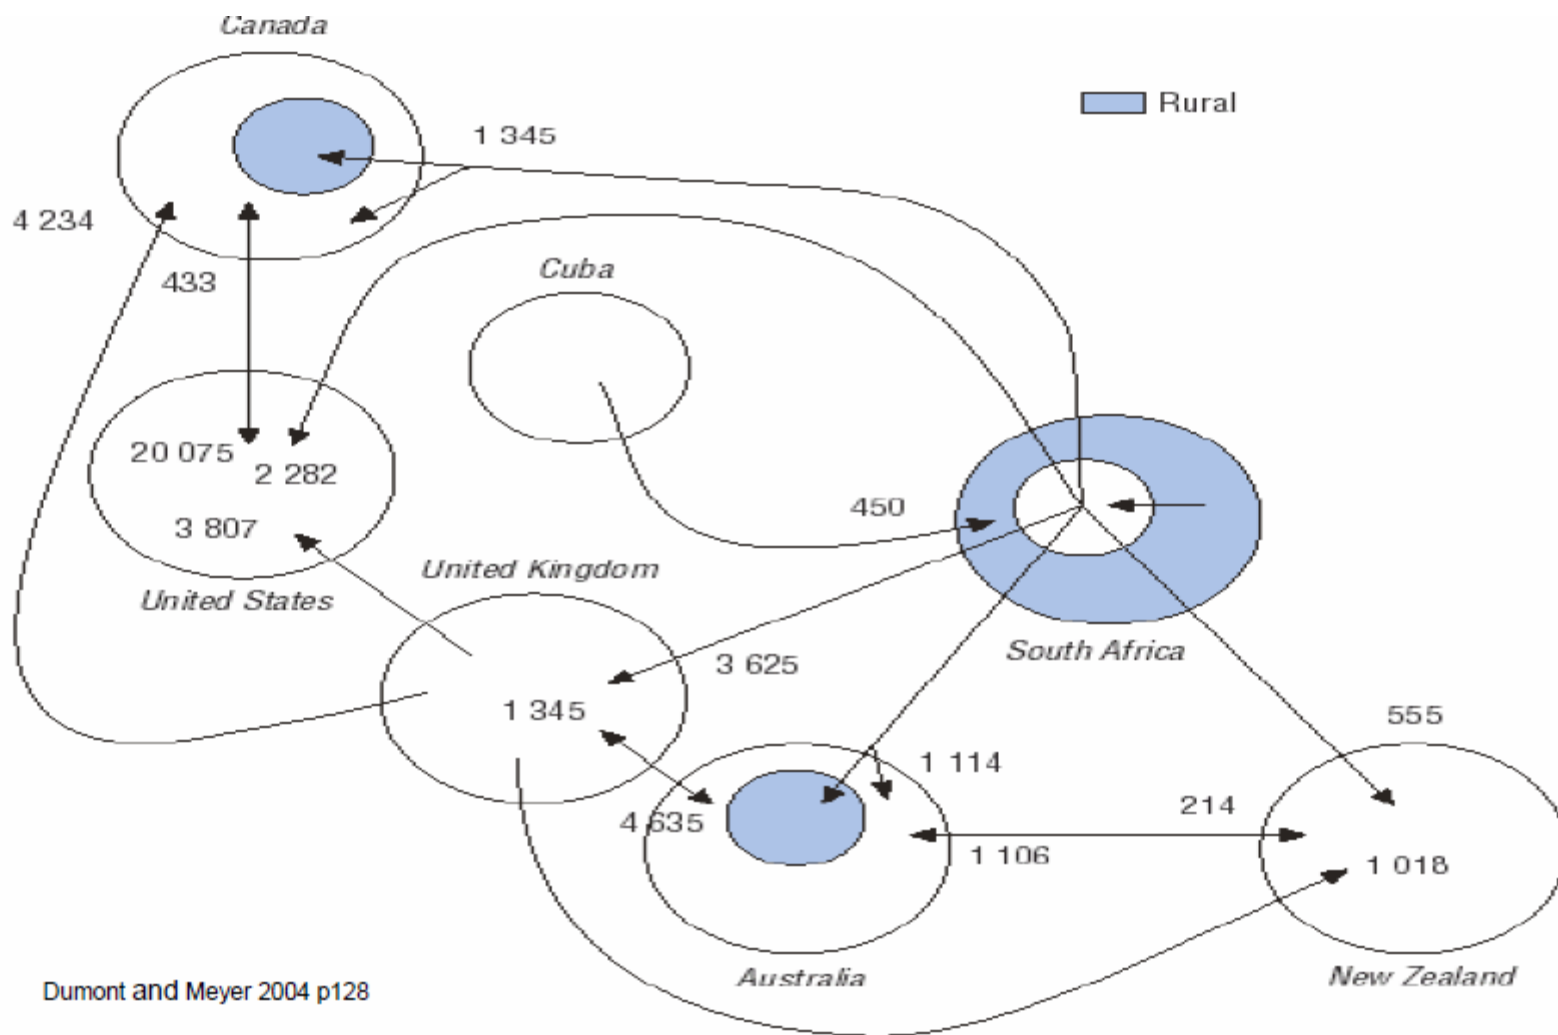 Canada
Rural
1 345
4 234
433
Cuba
20 075
2 282
450
3 807
United Kingdom
United States
South Africa
3 625
1 345
555
1 114
214
4 635
1 106
1 018
Australia
New Zealand
Dumont and Meyer 2004 p128